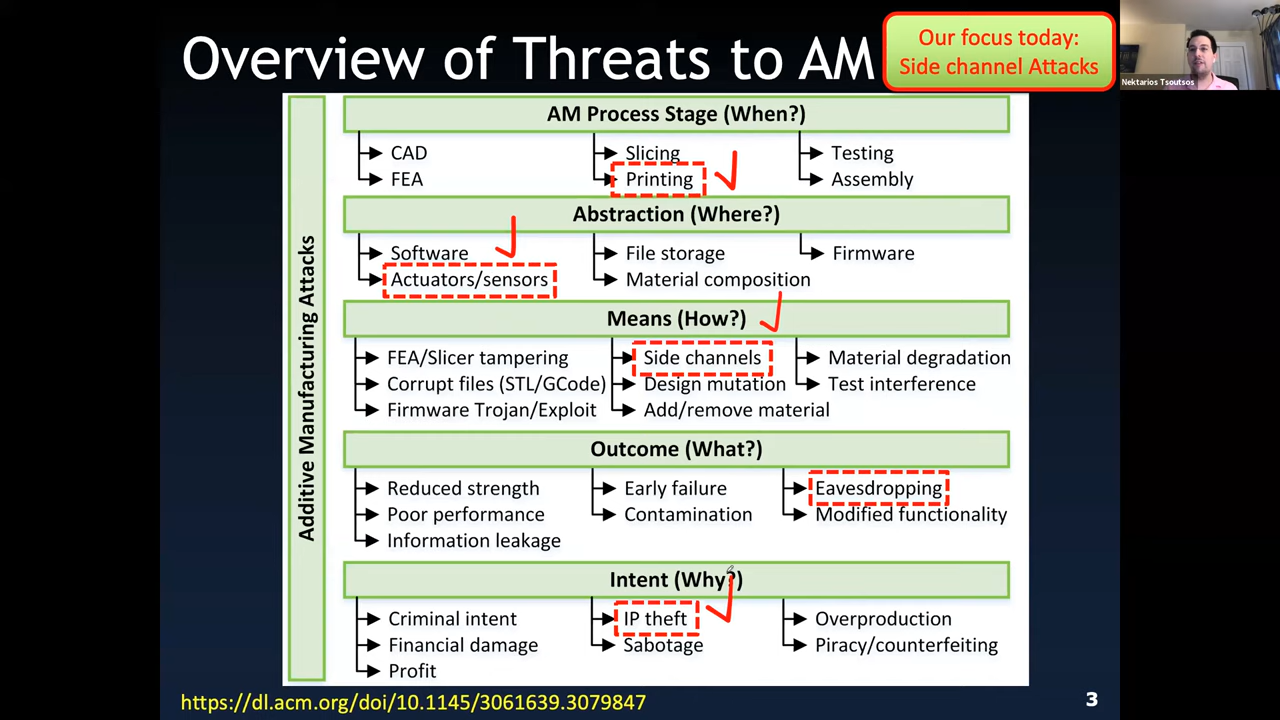 Overview of Threats to AM
Our focus today:
Side channel Attacks
Nektarios Tsoutsos
Additive Manufacturing Attacks
AM Process Stage (When?)
CAD
FEA
Slicing
Printing
Testing
Assembly
Abstraction (Where?)
Software
Actuators/sensors
File storage
Material composition
Firmware
Means (How?)
FEA/Slicer tampering
Corrupt files (STL/GCode)
Firmware Trojan/Exploit
Side channels
Design mutation
Add/remove material
Material degradation
Test interference
Outcome (What?)
Reduced strength
Poor performance
Information leakage
Early failure
Contamination
Eavesdropping
Modified functionality
Intent (Why?)
Criminal intent
Financial damage
Profit
IP theft
Sabotage
Overproduction
Piracy/counterfeiting
https://dl.acm.org/doi/10.1145/3061639.3079847
3